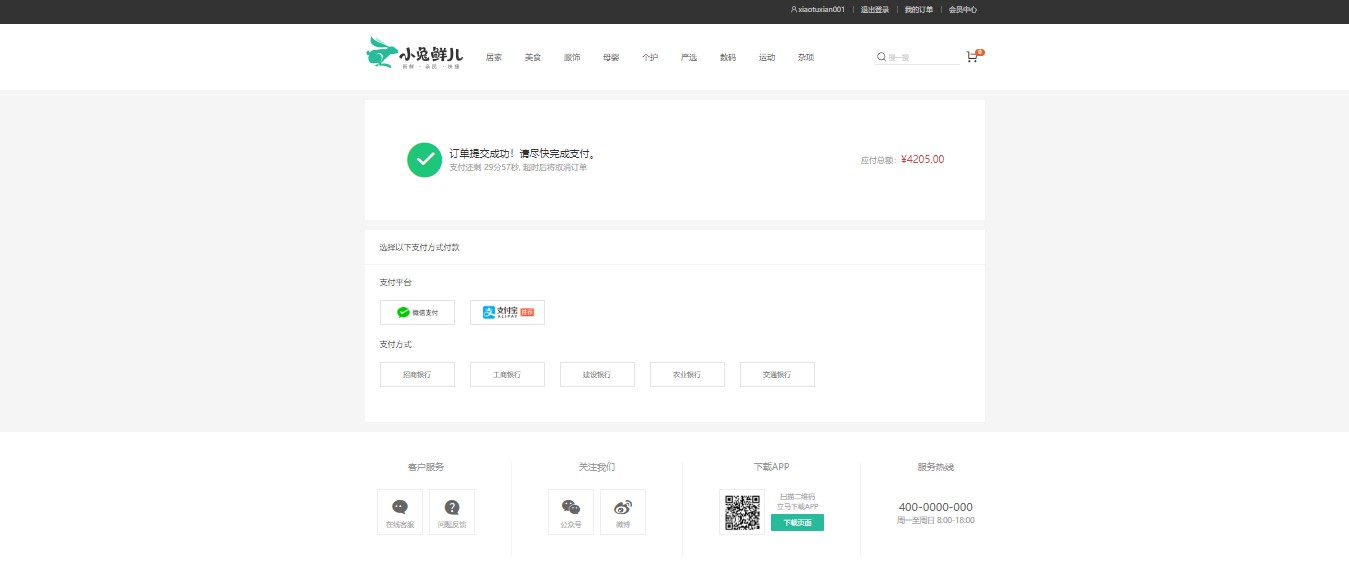 xiaotuxian001 退出登录 我的订单 会员中心
小兔鲜儿 居家 美食 服饰 母婴 个护 严选 数码 运动 杂项 搜一搜
新鲜 · 亲民 · 快捷
订单提交成功！请尽快完成支付。
支付还剩 29分57秒, 超时后将取消订单
应付总额： ¥4205.00
选择以下支付方式付款
支付平台
微信支付 支付宝 ALIPAY 推荐
支付方式
招商银行 工商银行 建设银行 农业银行 交通银行
客户服务 关注我们 下载APP 服务热线
在线客服 问题反馈 公众号 微博
扫描二维码
立马下载APP
下载页面
400-0000-000
周一至周日 8:00-18:00